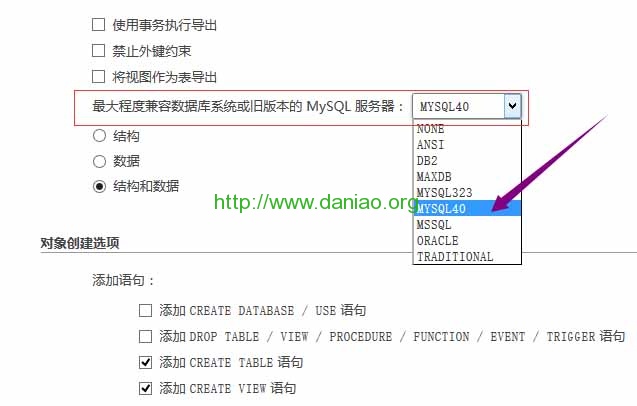 使用事务执行导出
禁止外键约束
将视图作为表导出
最大程度兼容数据库系统或旧版本的 MySQL 服务器： MYSQL40
NONE
结构
ANSI
数据
DB2
MAXDB
结构和数据
MYSQL323
http://www.daniao.org
MYSQL40
MSSQL
ORACLE
对象创建选项
TRADITIONAL
添加语句：
添加 CREATE DATABASE / USE 语句
添加 DROP TABLE / VIEW / PROCEDURE / FUNCTION / EVENT / TRIGGER 语句
添加 CREATE TABLE 语句
添加 CREATE VIEW 语句